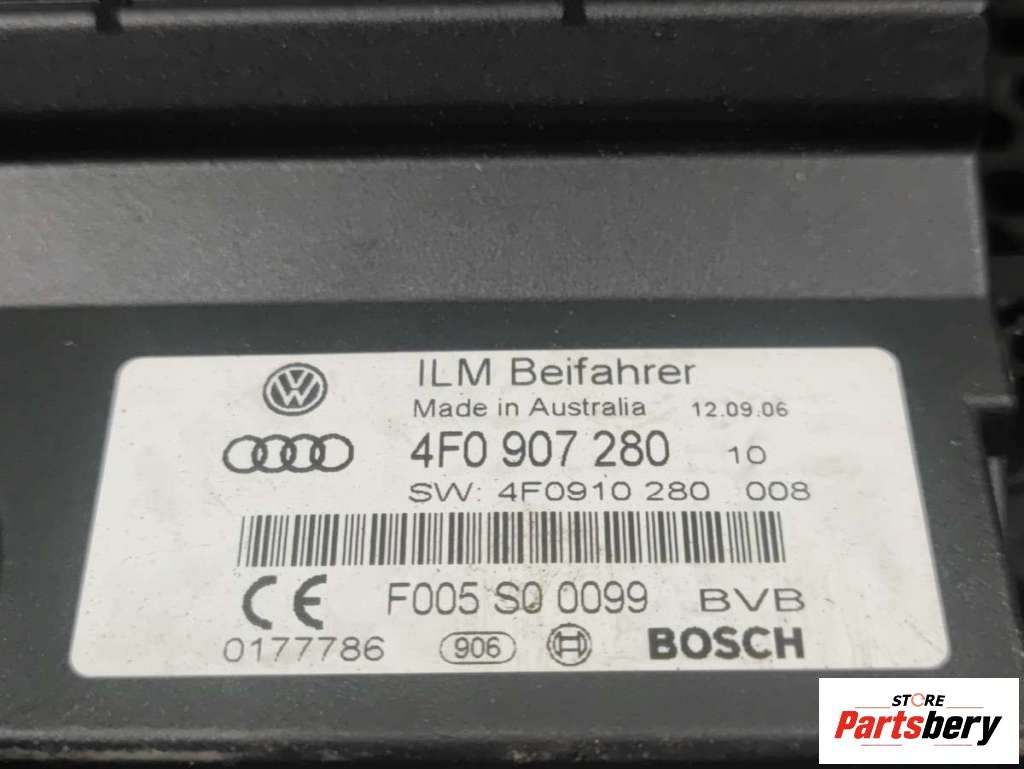 ILM Beifahrer
Made in Australia 12.09.06
4F0 907 280 10
SW: 4F0910 280 008
CE F005 S0 0099 BVB
0177786 906 BOSCH
STORE
Partsbery